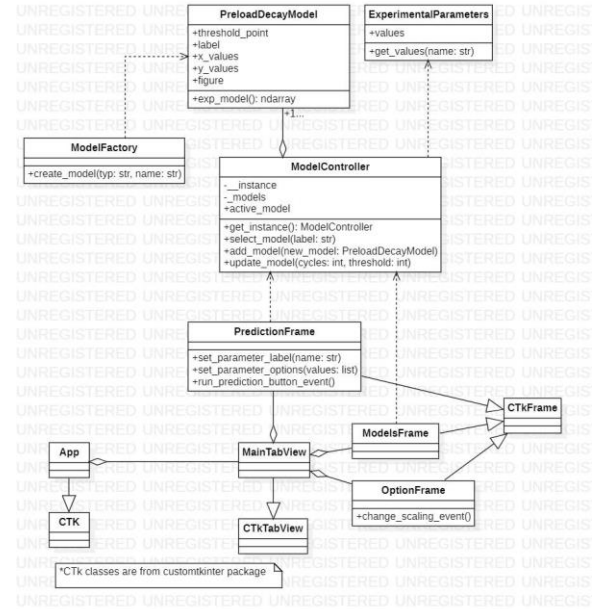 PreloadDecayModel
+threshold_point
+label
+x_values
+y_values
+figure
+exp_model(): ndarray
ExperimentalParameters
+values
+get_values(name: str)
+1...
ModelFactory
+create_model(typ: str, name: str)
ModelController
-__instance
-_models
+active_model
+get_instance(): ModelController
+select_model(label: str)
+add_model(new_model: PreloadDecayModel)
+update_model(cycles: int, threshold: int)
PredictionFrame
+set_parameter_label(name: str)
+set_parameter_options(values: list)
+run_prediction_button_event()
CTkFrame
ModelsFrame
App
MainTabView
OptionFrame
+change_scaling_event()
CTK
CTkTabView
*CTk classes are from customtkinter package
UNREGISTERED